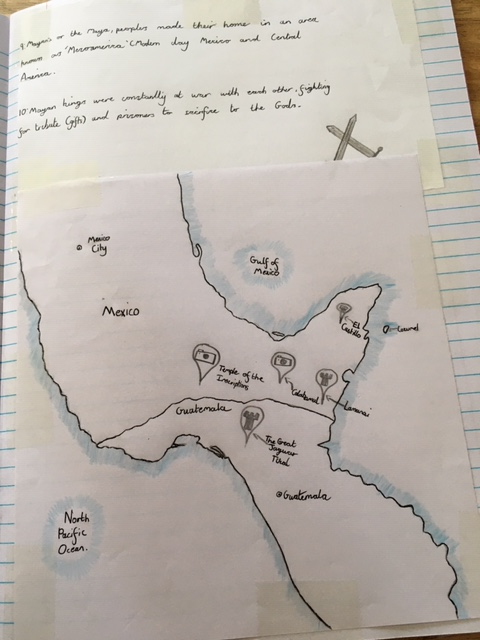 9. Mayans or the Maya, peoples made their home in an area
known as 'Mesoamerica' (Modern day Mexico and Central
America.
10. Mayan kings were constantly at war with each other, fighting
for tribute (gifts) and prisoners to sacrifise to the Gods.
Mexico
City
Gulf of
Mexico
Mexico
El
Castillo
Temple of the
Inscriptions
Lamanai
Guatemala
The Great
Jaguar
Tikal
Guatemala
North
Pacific
Ocean.